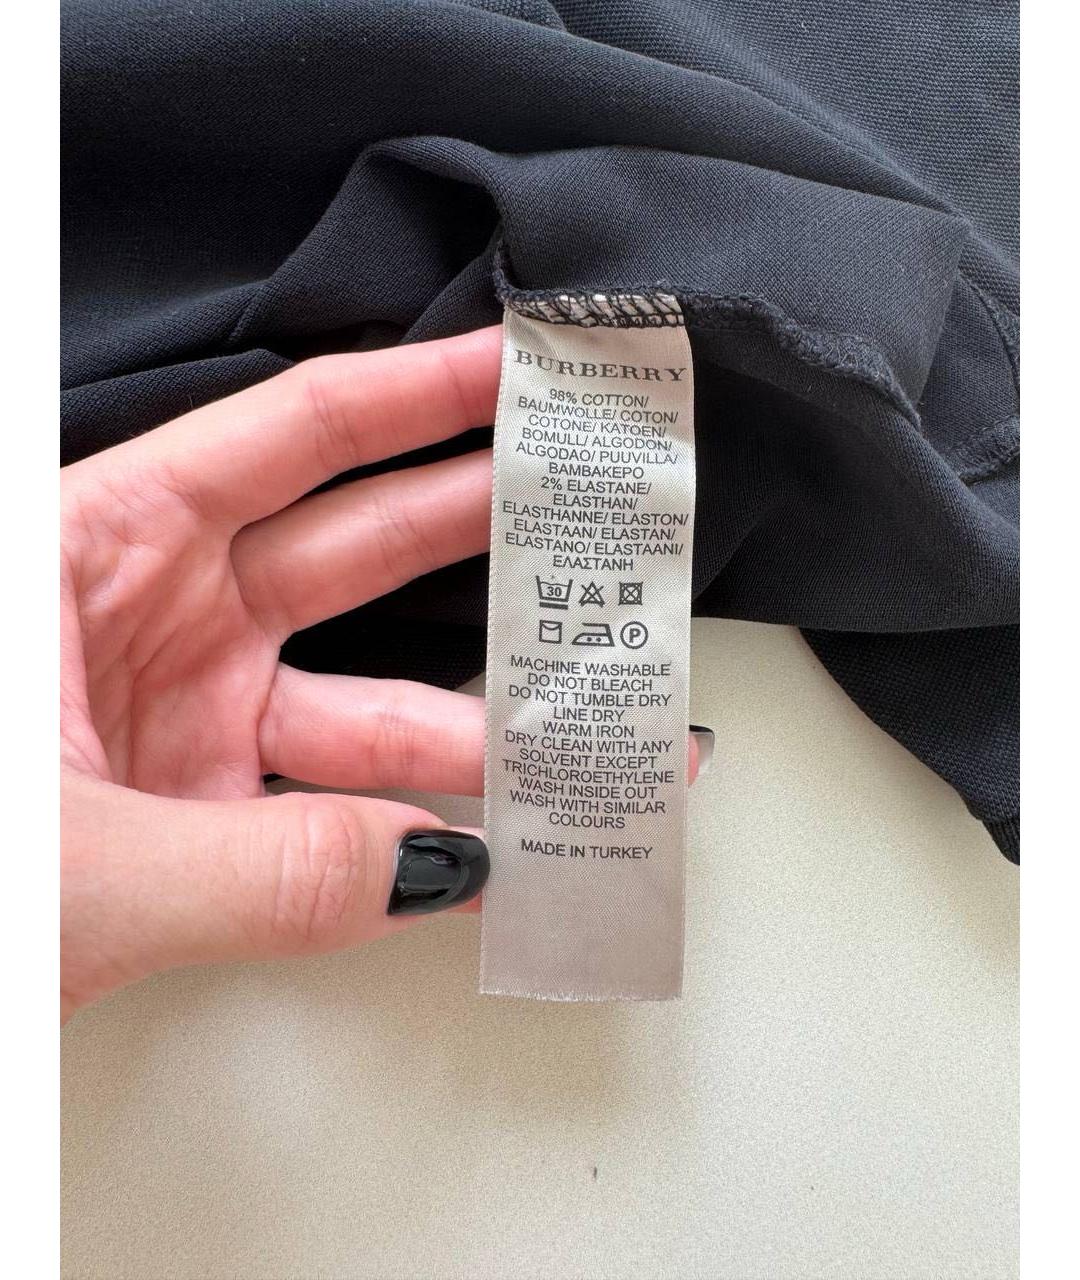 BURBERRY
98% COTTON/
BAUMWOLLE/ COTON/
COTONE/ KATOEN/
BOMULL/ ALGODON/
ALGODAO/ PUUVILLA/
ΒΑΜΒΑΚΕΡΟ
2% ELASTANE/
ELASTHAN/
ELASTHANNE/ ELASTON/
ELASTAAN/ ELASTAN/
ELASTANO/ ELASTAANI/
ΕΛΑΣΤΑΝΗ
30
P
MACHINE WASHABLE
DO NOT BLEACH
DO NOT TUMBLE DRY
LINE DRY
WARM IRON
DRY CLEAN WITH ANY
SOLVENT EXCEPT
TRICHLOROETHYLENE
WASH INSIDE OUT
WASH WITH SIMILAR
COLOURS
MADE IN TURKEY